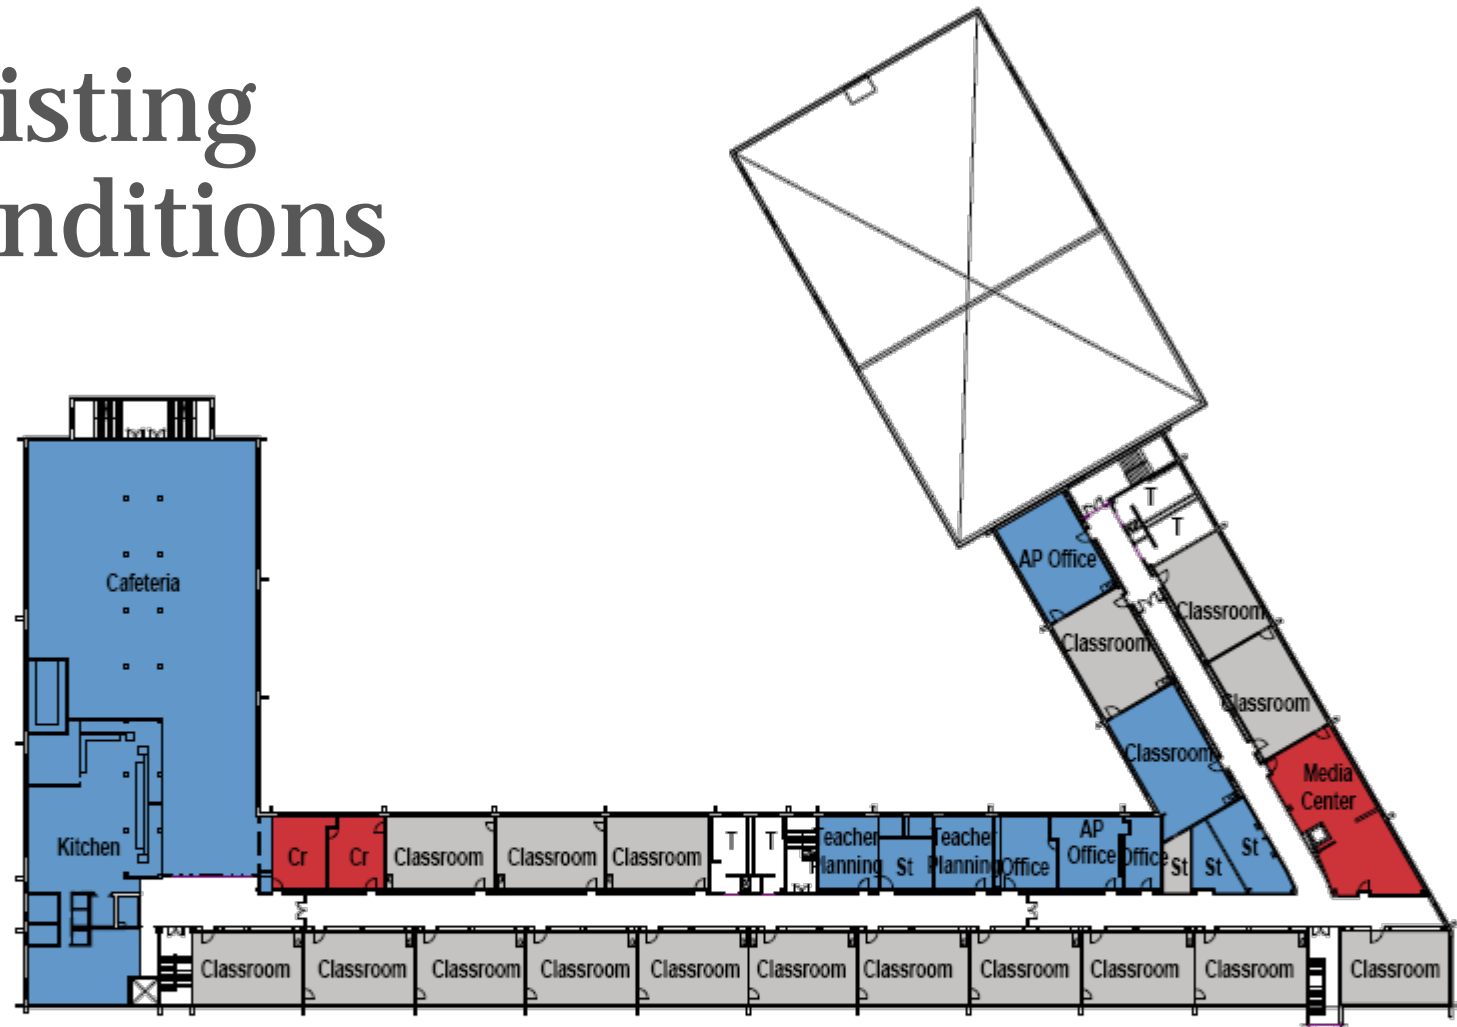 isting
nditions
T
T
AP Office
Cafeteria
Classroom
Classroom
Classroom
Classroom
Media
Center
Kitchen
Cr
Cr
Classroom
Classroom
Classroom
T
T
Teacher
Planning
St
Teacher
Planning
Office
AP
Office
Office
St
St
St
Classroom
Classroom
Classroom
Classroom
Classroom
Classroom
Classroom
Classroom
Classroom
Classroom
Classroom